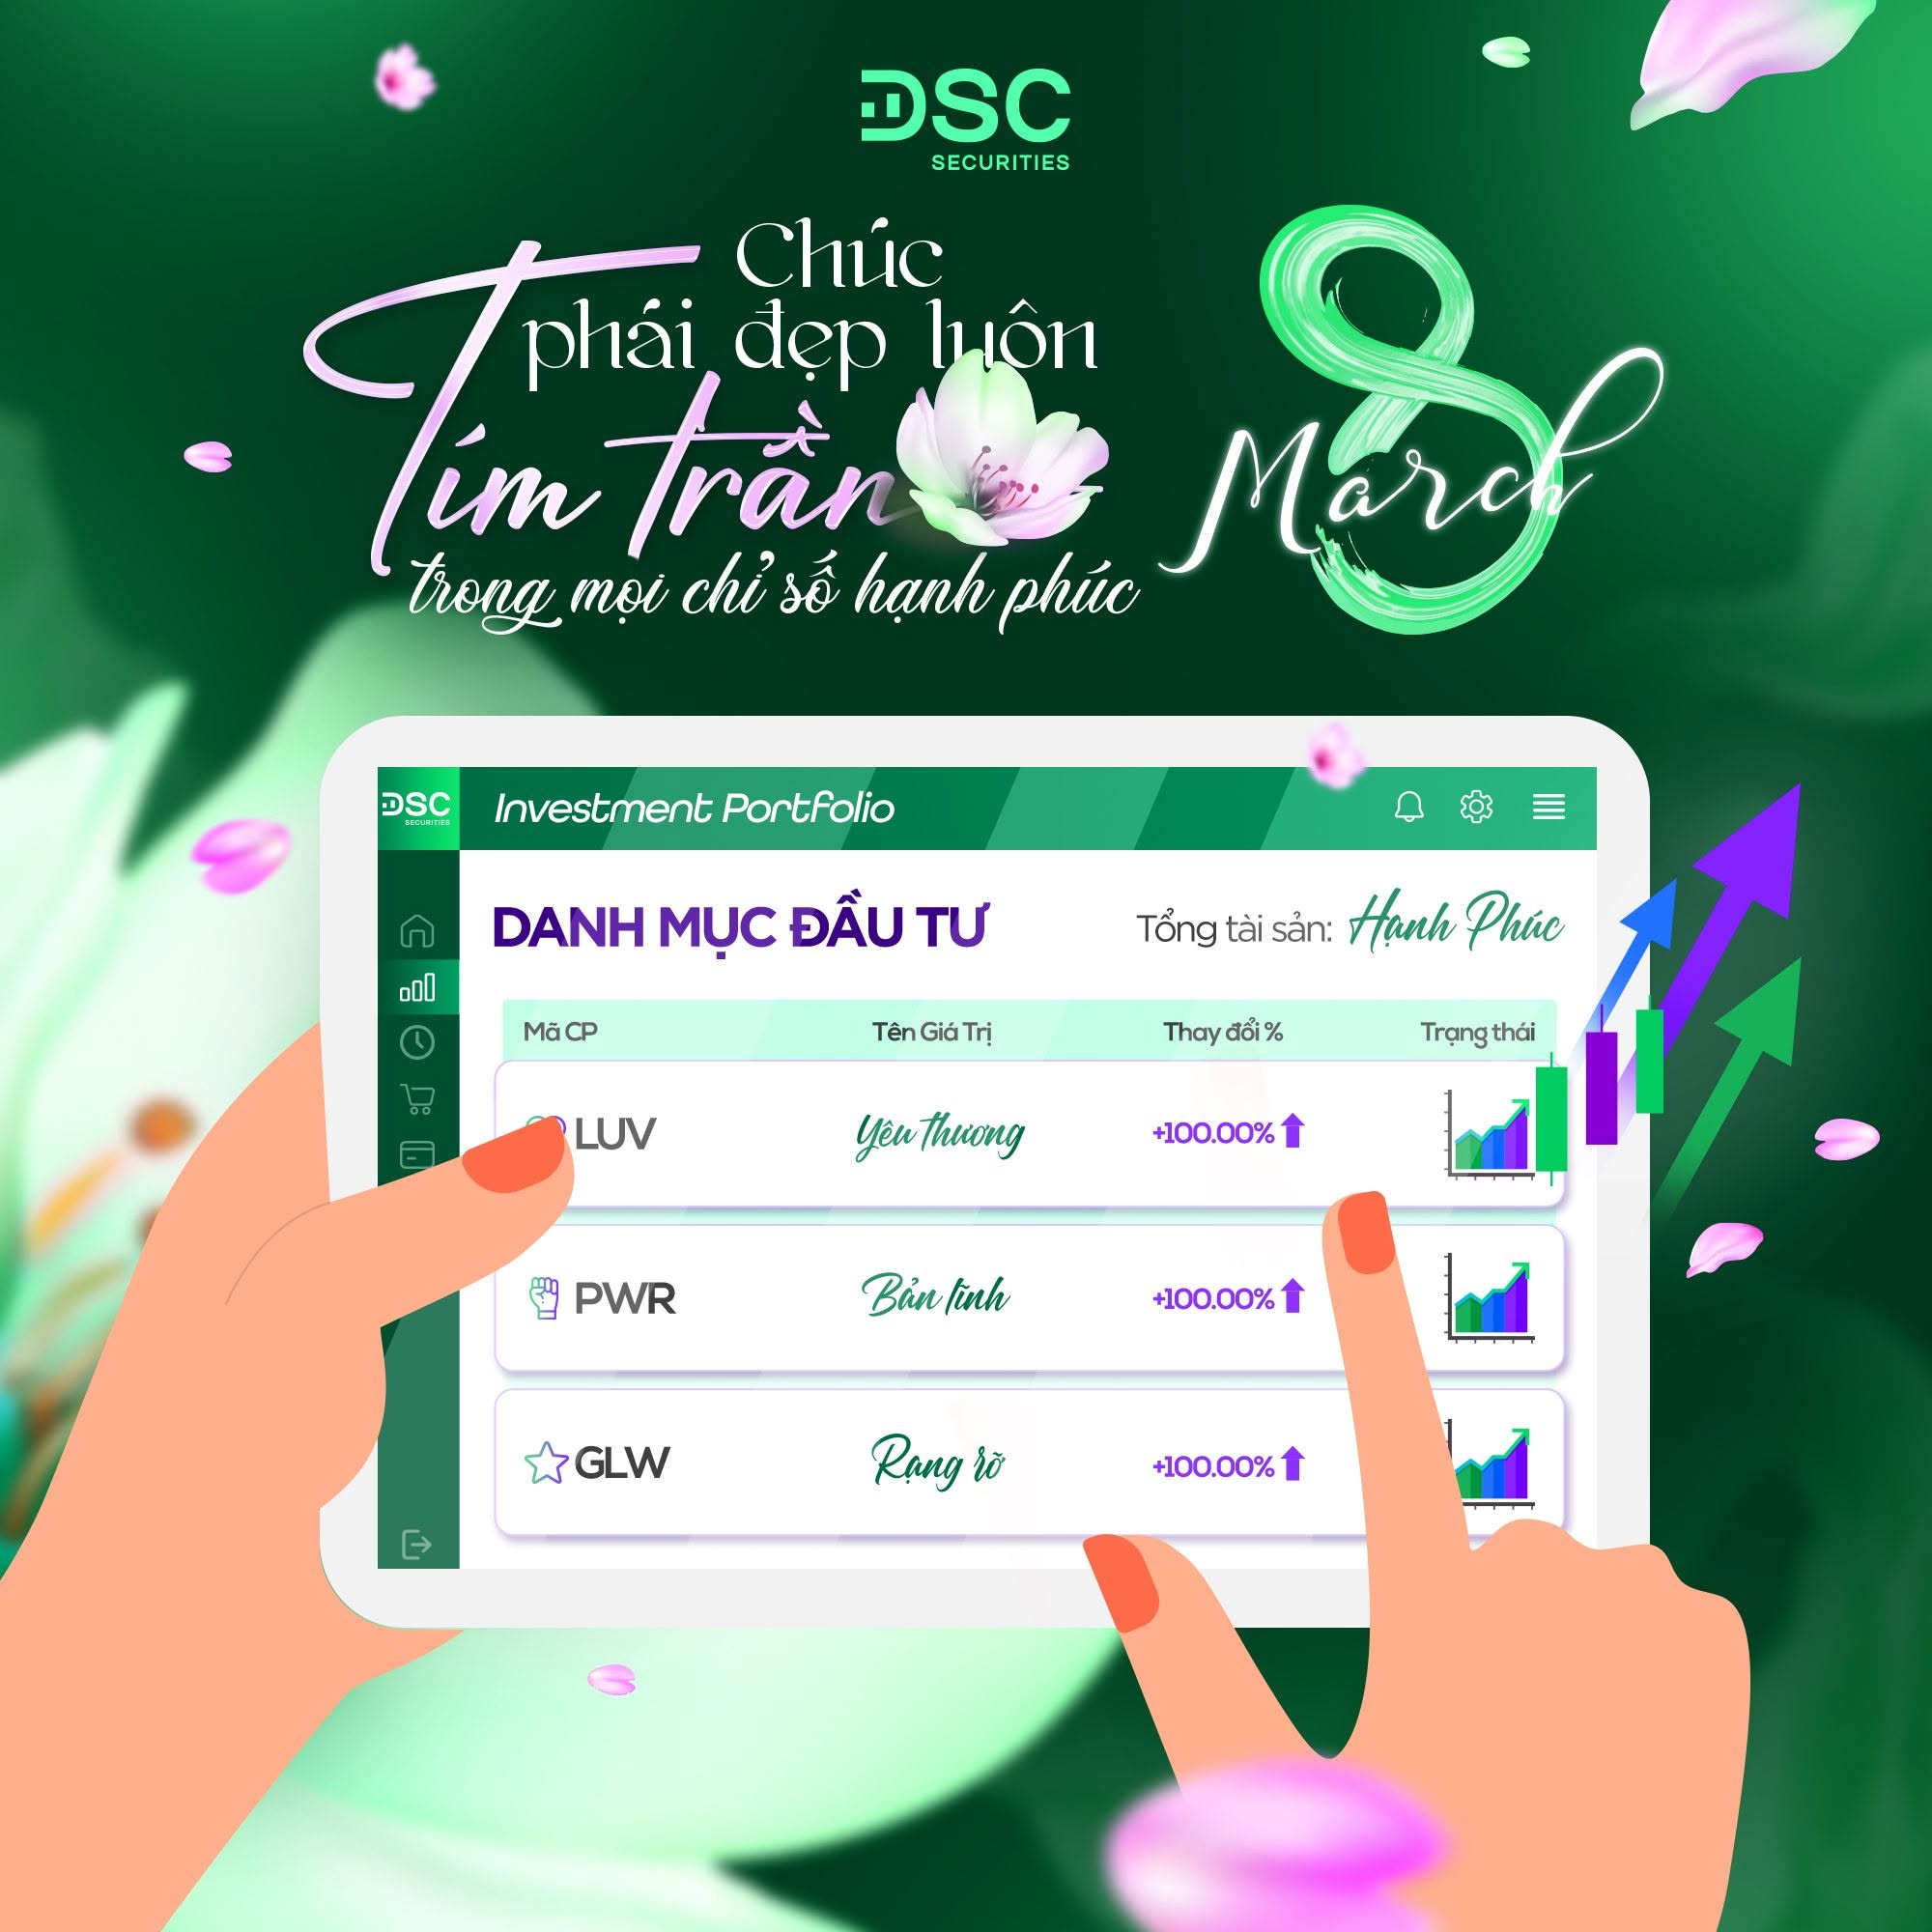 DSC
SECURITIES
Chúc
phái đẹp luôn
Tím trần
trong mọi chỉ số hạnh phúc
8
March
DSC
SECURITIES
Investment Portfolio
DANH MỤC ĐẦU TƯ
Tổng tài sản: Hạnh Phúc
Mã CP Tên Giá Trị Thay đổi % Trạng thái
LUV Yêu thương +100.00%
PWR Bản lĩnh +100.00%
GLW Rạng rỡ +100.00%